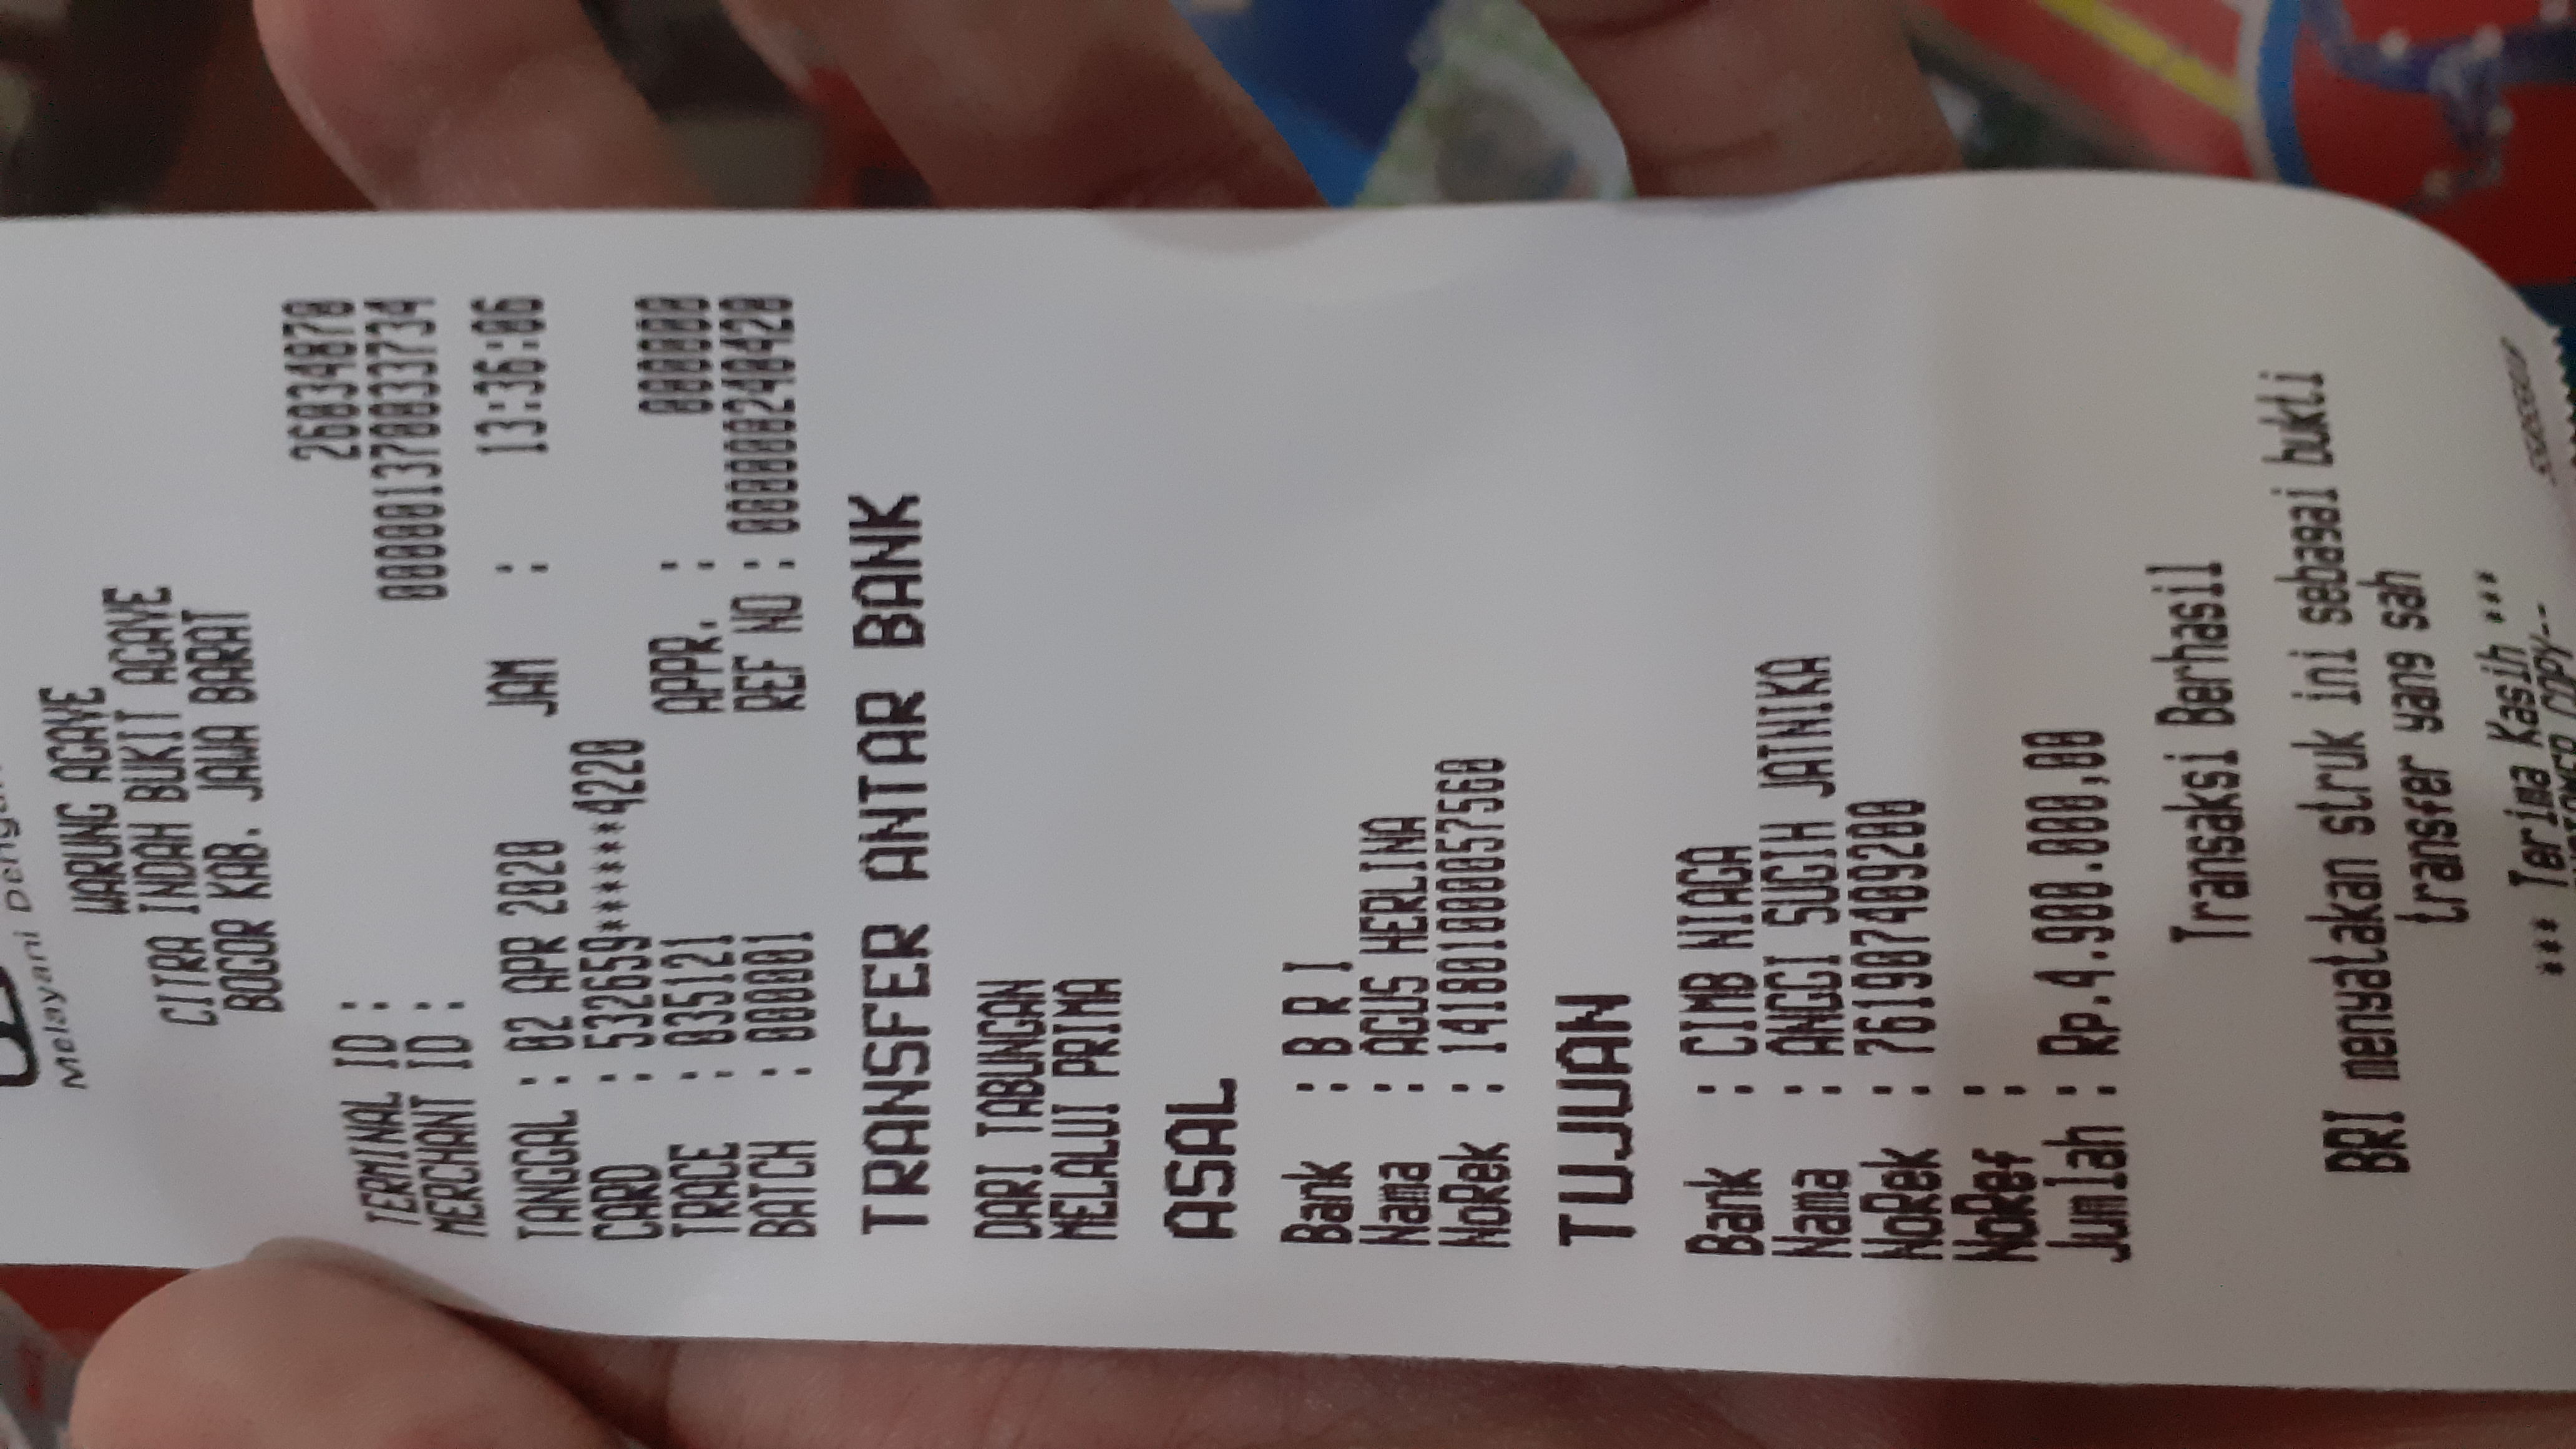 Melayani Dengan
WARUNG AGAVE
CITRA INDAH BUKIT AGAVE
BOGOR KAB. JAWA BARAT
TERMINAL ID : 26034870
MERCHANT ID : 000001370033734
TANGGAL : 02 APR 2020 JAM : 13:36:06
CARD : 532659******4220
TRACE : 035121 APPR. : 000000
BATCH : 000001 REF NO : 000000240420
TRANSFER ANTAR BANK
DARI TABUNGAN
MELALUI PRIMA
ASAL
Bank : B R I
Nama : AGUS HERLINA
NoRek : 141801000057560
TUJUAN
Bank : CIMB NIAGA
Nama : ANGGI SUGIH JATNIKA
NoRek : 761907409200
NoRef :
Jumlah : Rp.4.900.000,00
Transaksi Berhasil
BRI menyatakan struk ini sebagai bukti
transfer yang sah
*** Terima Kasih ***
COPY--